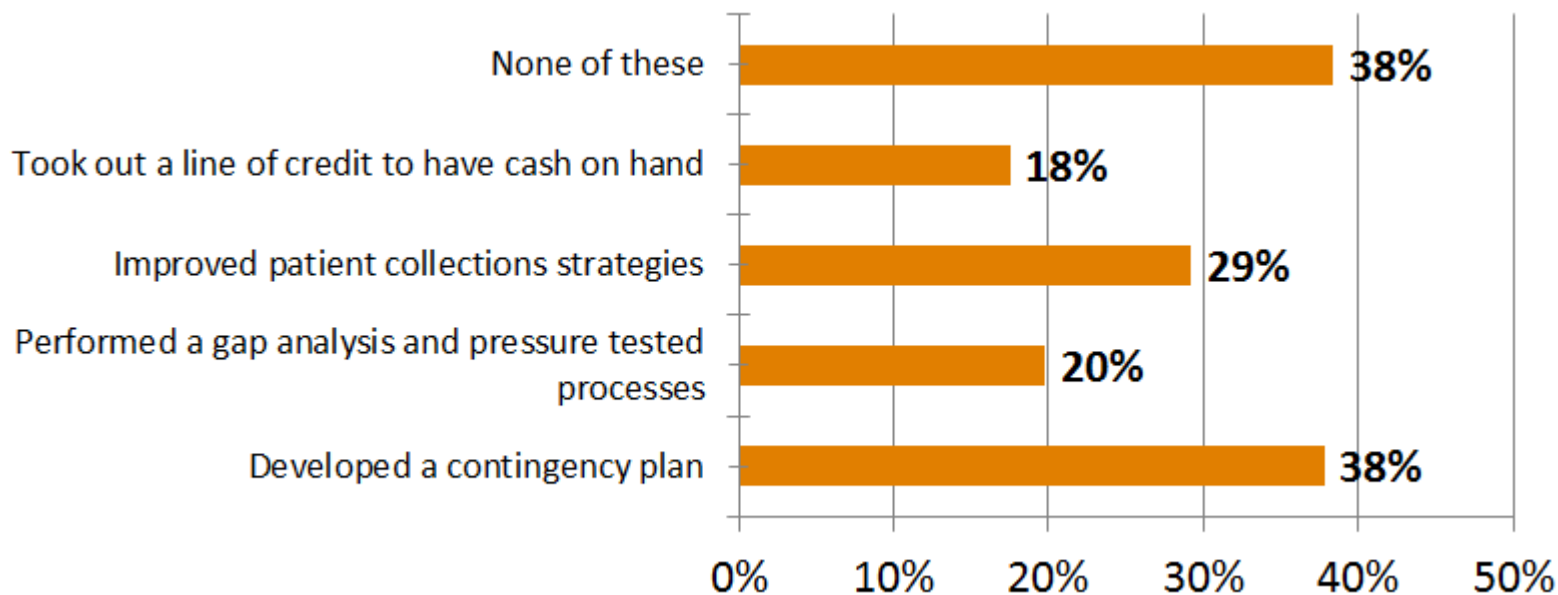 None of these
38%
Took out a line of credit to have cash on hand
18%
Improved patient collections strategies
29%
Performed a gap analysis and pressure tested
processes
20%
Developed a contingency plan
38%
0% 10% 20% 30% 40% 50%